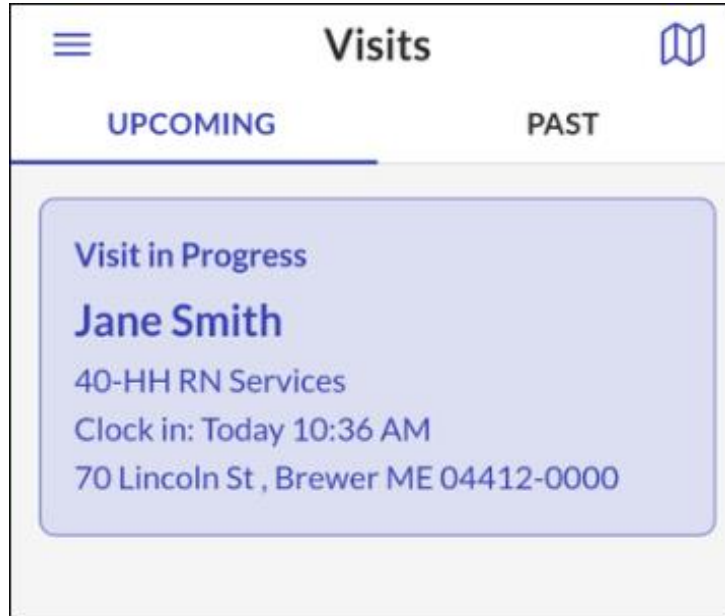 Visits
UPCOMING PAST
Visit in Progress
Jane Smith
40-HH RN Services
Clock in: Today 10:36 AM
70 Lincoln St , Brewer ME 04412-0000